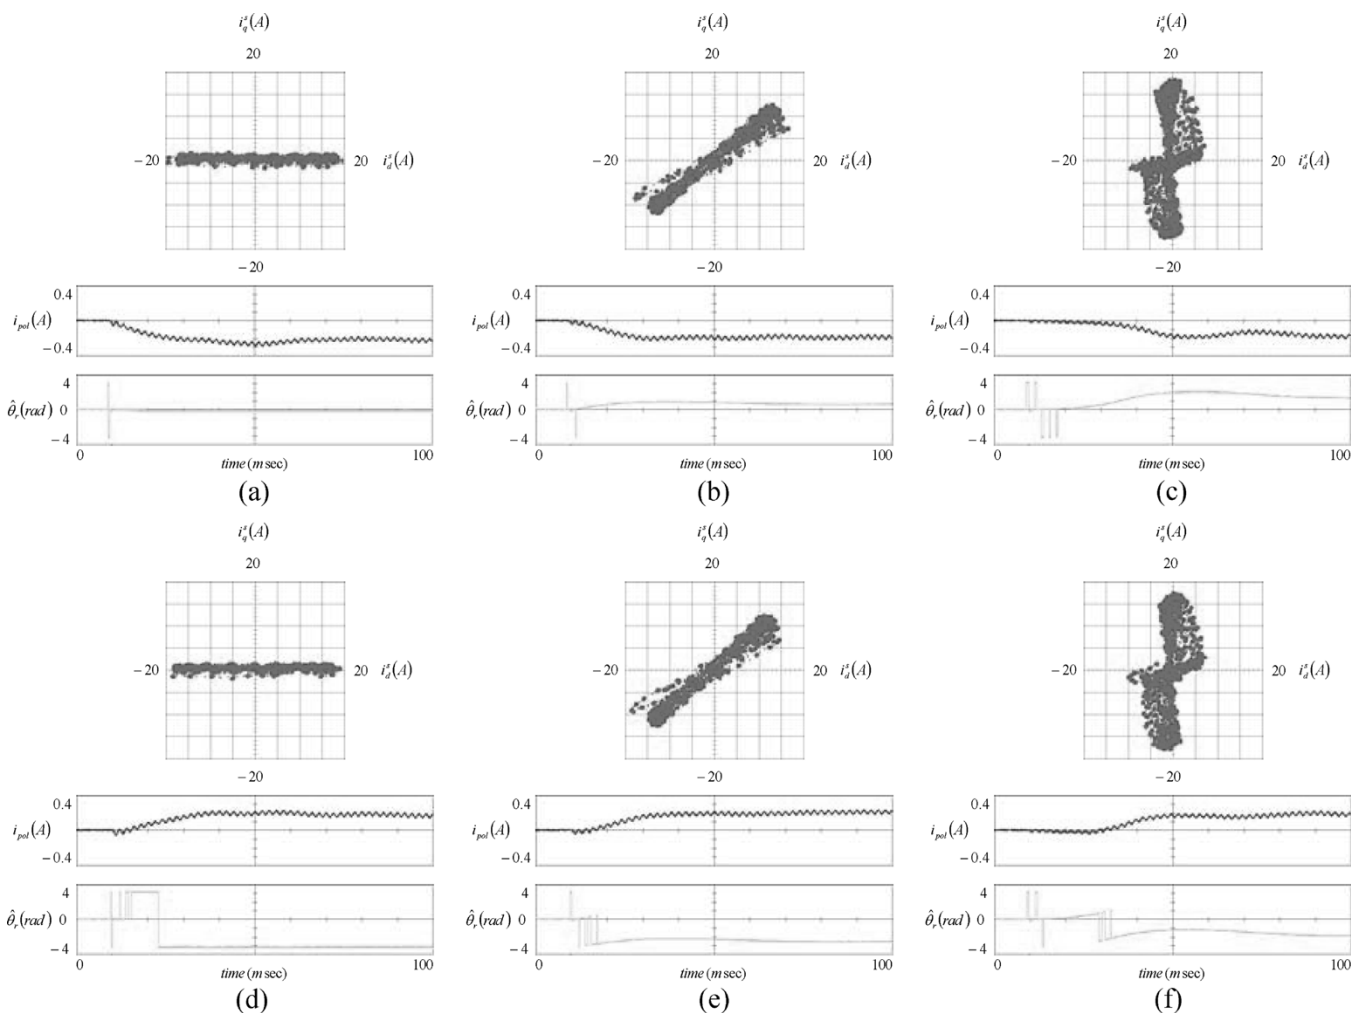 i_q^s(A) i_q^s(A) i_q^s(A)
20 20 20
−20 20 i_d^s(A) −20 20 i_d^s(A) −20 20 i_d^s(A)
−20 −20 −20
0.4 0.4 0.4
i_pol(A) i_pol(A) i_pol(A)
−0.4 −0.4 −0.4
4 4 4
θ̂_r(rad) 0 θ̂_r(rad) 0 θ̂_r(rad) 0
−4 −4 −4
0 100 0 100 0 100
time(m sec) time(m sec) time(m sec)
(a) (b) (c)
i_q^s(A) i_q^s(A) i_q^s(A)
20 20 20
−20 20 i_d^s(A) −20 20 i_d^s(A) −20 20 i_d^s(A)
−20 −20 −20
0.4 0.4 0.4
i_pol(A) i_pol(A) i_pol(A)
−0.4 −0.4 −0.4
4 4 4
θ̂_r(rad) 0 θ̂_r(rad) 0 θ̂_r(rad) 0
−4 −4 −4
0 100 0 100 0 100
time(m sec) time(m sec) time(m sec)
(d) (e) (f)